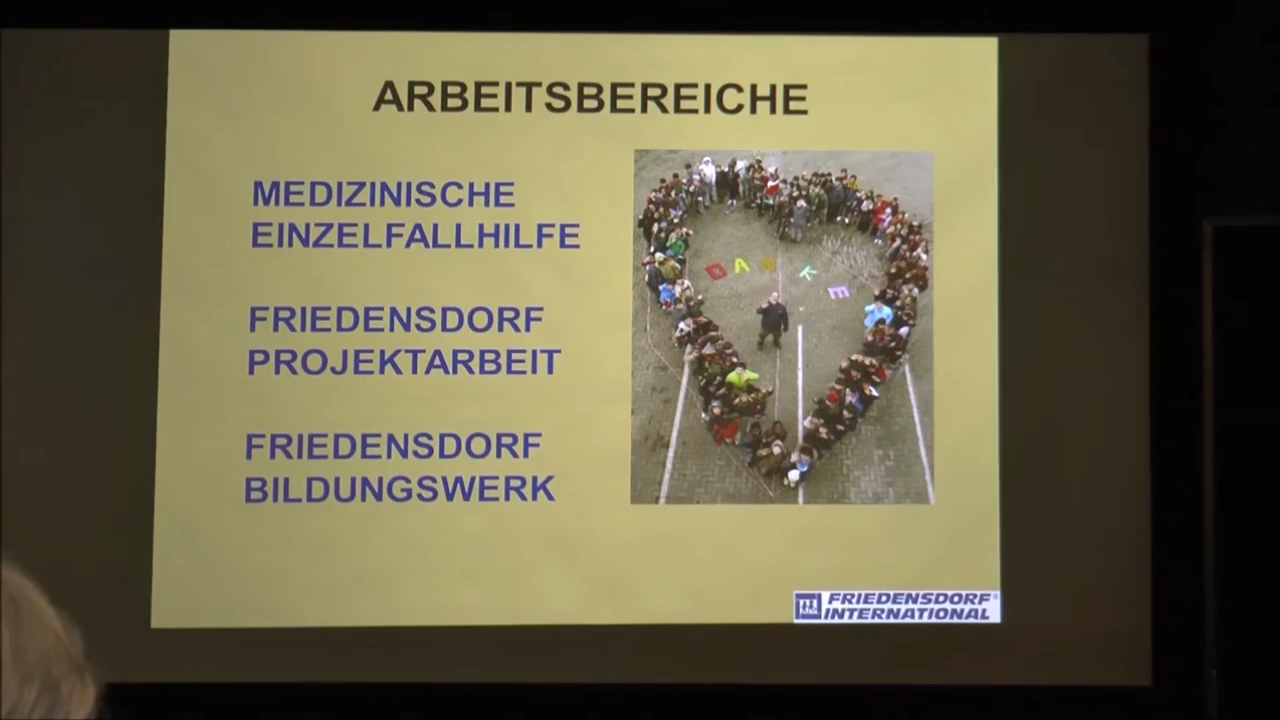 ARBEITSBEREICHE
MEDIZINISCHE
EINZELFALLHILFE
FRIEDENSDORF
PROJEKTARBEIT
FRIEDENSDORF
BILDUNGSWERK
DANKE
FRIEDENSDORF®
INTERNATIONAL